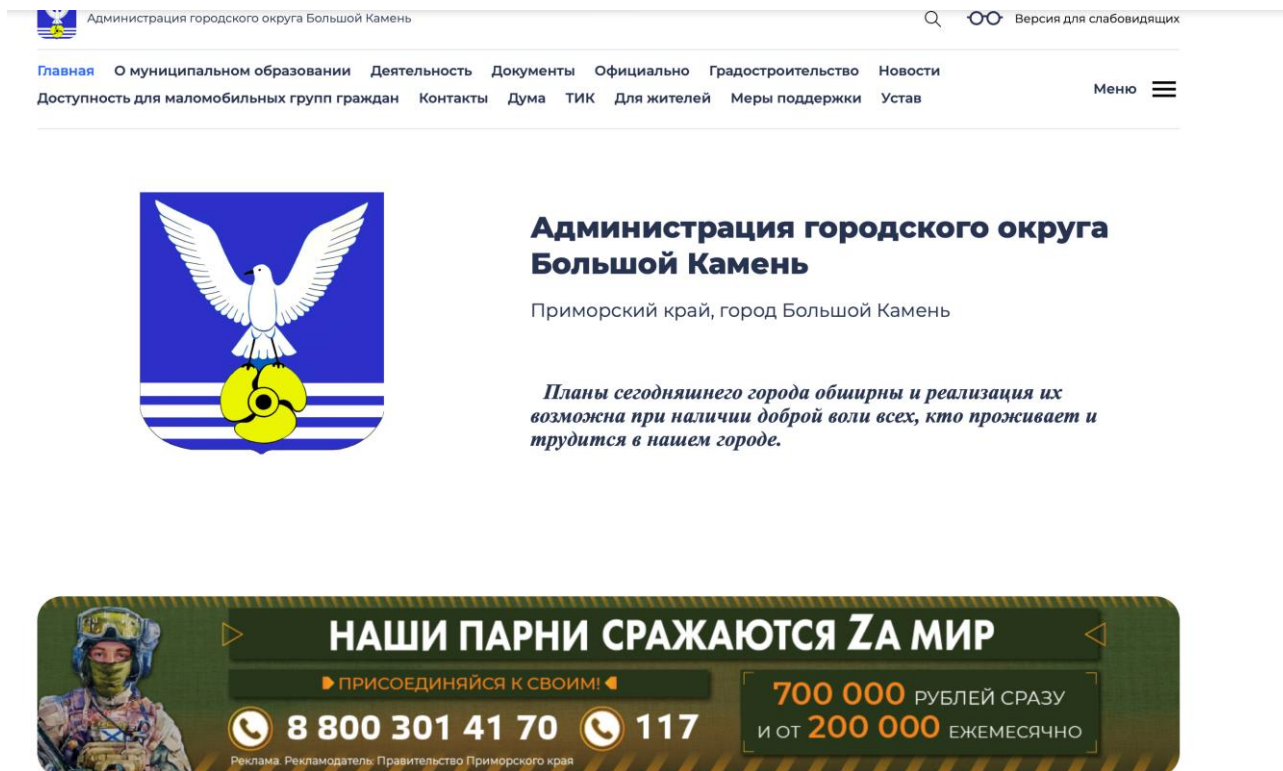 Администрация городского округа Большой Камень
Версия для слабовидящих
Главная О муниципальном образовании Деятельность Документы Официально Градостроительство Новости
Доступность для маломобильных групп граждан Контакты Дума ТИК Для жителей Меры поддержки Устав
Меню
Администрация городского округа
Большой Камень
Приморский край, город Большой Камень
Планы сегодняшнего города обширны и реализация их
возможна при наличии доброй воли всех, кто проживает и
трудится в нашем городе.
НАШИ ПАРНИ СРАЖАЮТСЯ ZА МИР
ПРИСОЕДИНЯЙСЯ К СВОИМ!
8 800 301 41 70 117
700 000 РУБЛЕЙ СРАЗУ
И ОТ 200 000 ЕЖЕМЕСЯЧНО
Реклама. Рекламодатель: Правительство Приморского края